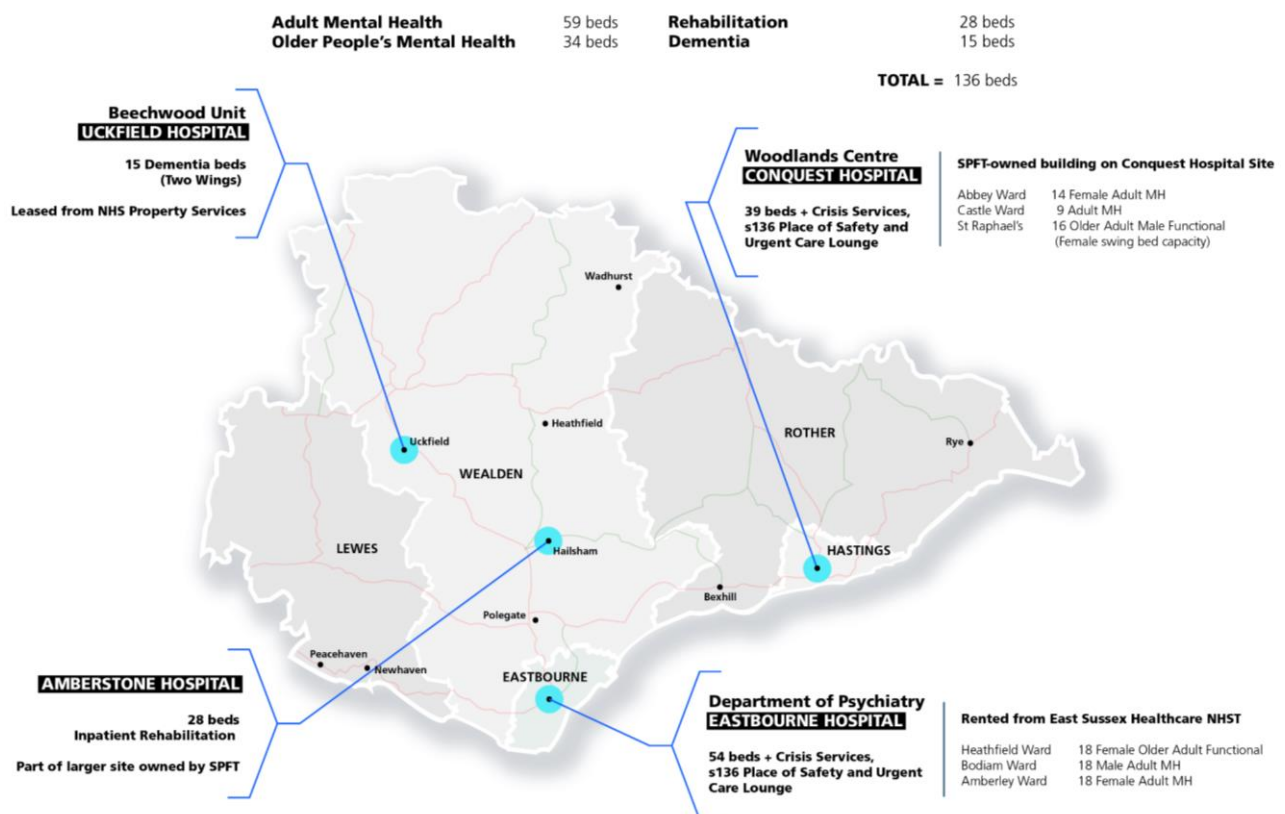 Adult Mental Health 59 beds Rehabilitation 28 beds
Older People's Mental Health 34 beds Dementia 15 beds
TOTAL = 136 beds
Beechwood Unit
UCKFIELD HOSPITAL
15 Dementia beds
(Two Wings)
Leased from NHS Property Services
Woodlands Centre
CONQUEST HOSPITAL
39 beds + Crisis Services,
s136 Place of Safety and
Urgent Care Lounge
SPFT-owned building on Conquest Hospital Site
Abbey Ward 14 Female Adult MH
Castle Ward 9 Adult MH
St Raphael's 16 Older Adult Male Functional
(Female swing bed capacity)
Wadhurst
Heathfield
ROTHER
Rye
Uckfield
WEALDEN
LEWES
Hailsham
HASTINGS
Bexhill
Polegate
Peacehaven
Newhaven
EASTBOURNE
AMBERSTONE HOSPITAL
28 beds
Inpatient Rehabilitation
Part of larger site owned by SPFT
Department of Psychiatry
EASTBOURNE HOSPITAL
54 beds + Crisis Services,
s136 Place of Safety and Urgent
Care Lounge
Rented from East Sussex Healthcare NHST
Heathfield Ward 18 Female Older Adult Functional
Bodiam Ward 18 Male Adult MH
Amberley Ward 18 Female Adult MH